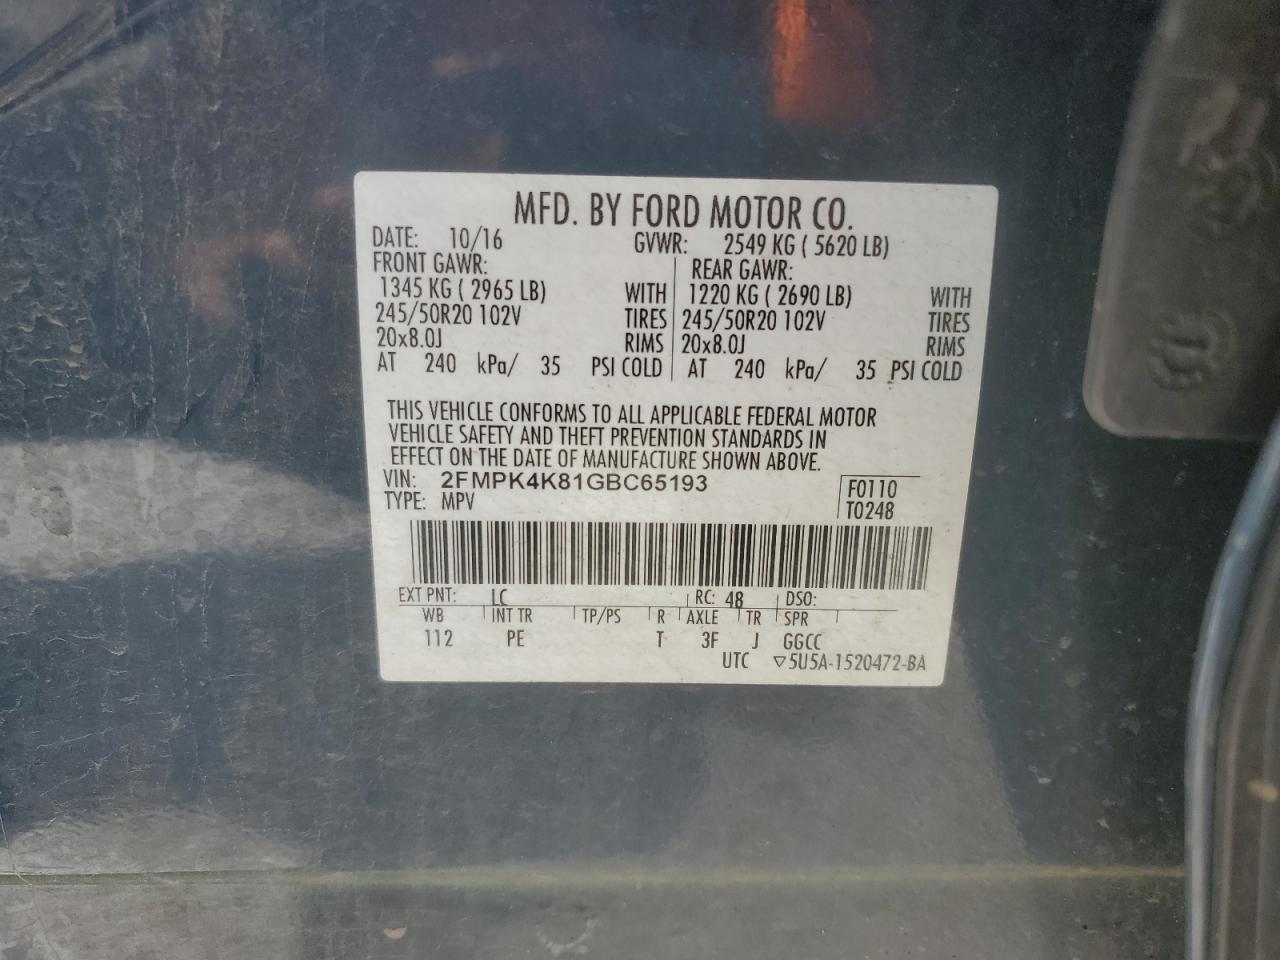 MFD. BY FORD MOTOR CO.
DATE: 10/16 GVWR: 2549 KG ( 5620 LB)
FRONT GAWR: REAR GAWR:
1345 KG ( 2965 LB) WITH 1220 KG ( 2690 LB) WITH
245/50R20 102V TIRES 245/50R20 102V TIRES
20x8.0J RIMS 20x8.0J RIMS
AT 240 kPa/ 35 PSI COLD AT 240 kPa/ 35 PSI COLD
THIS VEHICLE CONFORMS TO ALL APPLICABLE FEDERAL MOTOR
VEHICLE SAFETY AND THEFT PREVENTION STANDARDS IN
EFFECT ON THE DATE OF MANUFACTURE SHOWN ABOVE.
VIN: 2FMPK4K81GBC65193 F0110
TYPE: MPV T0248
EXT PNT: LC RC: 48 DSO:
WB INT TR TP/PS R AXLE TR SPR
112 PE T 3F J GGCC
UTC ▽5U5A-1520472-BA